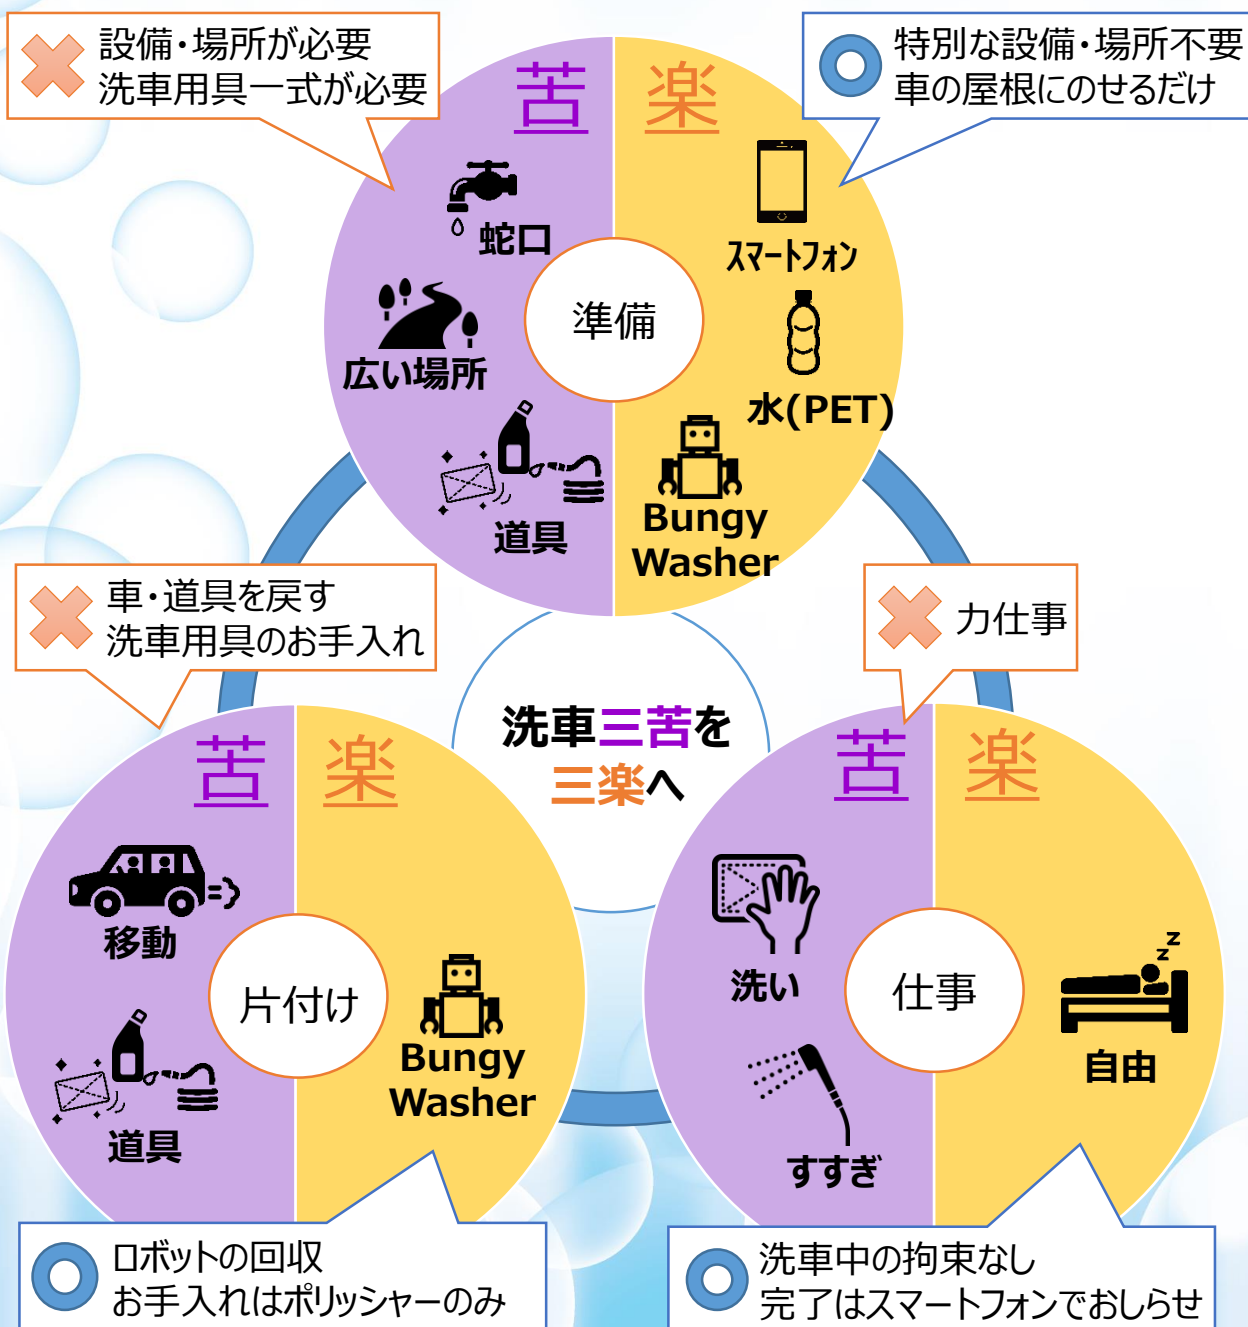 設備・場所が必要
洗車用具一式が必要
特別な設備・場所不要
車の屋根にのせるだけ
苦
楽
蛇口
広い場所
道具
準備
スマートフォン
水(PET)
Bungy
Washer
車・道具を戻す
洗車用具のお手入れ
力仕事
洗車三苦を
三楽へ
苦
楽
移動
道具
片付け
Bungy
Washer
苦
楽
洗い
すすぎ
仕事
zz
自由
ロボットの回収
お手入れはポリッシャーのみ
洗車中の拘束なし
完了はスマートフォンでおしらせ